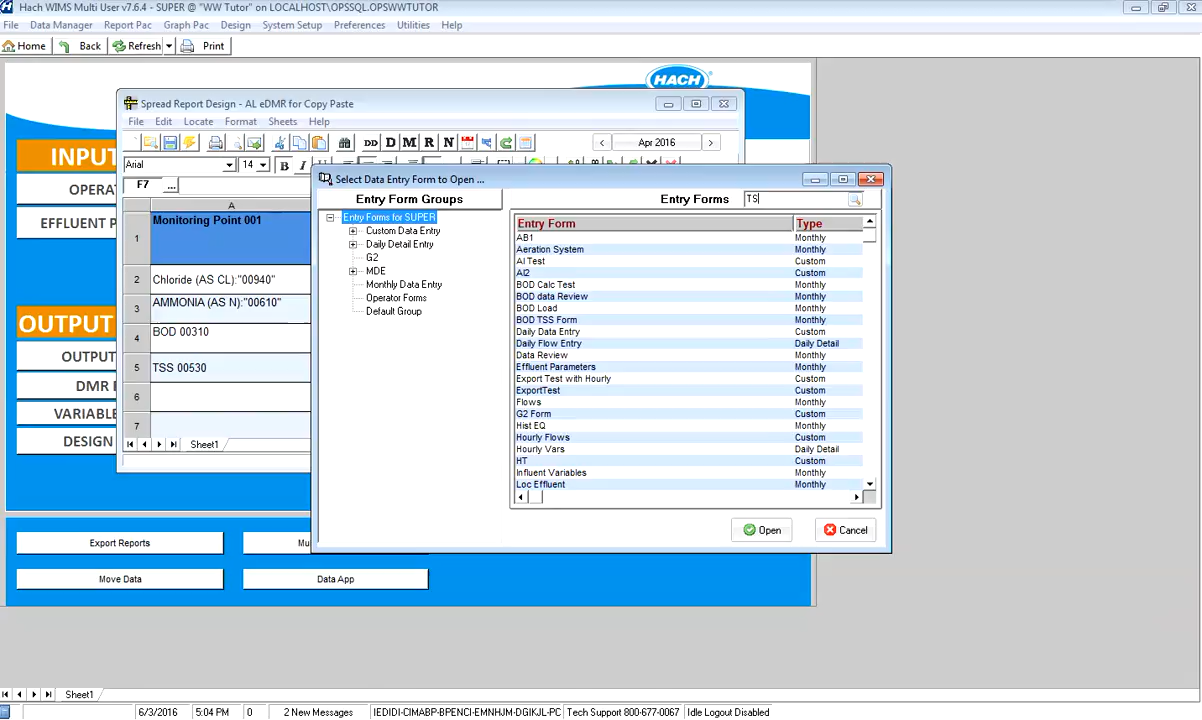 Hach WIMS Multi User v7.6.4 - SUPER @ "WW Tutor" on LOCALHOST\OPSSQL.OPSWWTUTOR
File Data Manager Report Pac Graph Pac Design System Setup Preferences Utilities Help
Home Back Refresh Print
HACH
INPUT
OPERA
EFFLUENT P
OUTPUT
OUTPU
DMR
VARIABLE
DESIGN
Spread Report Design - AL eDMR for Copy Paste
File Edit Locate Format Sheets Help
DD D M R N Apr 2016
Arial 14 B I U
F7 ...
A
1 Monitoring Point 001
2 Chloride (AS CL):"00940"
3 AMMONIA (AS N):"00610"
4 BOD 00310
5 TSS 00530
6
7
Sheet1
Select Data Entry Form to Open ...
Entry Form Groups
Entry Forms for SUPER
Custom Data Entry
Daily Detail Entry
G2
MDE
Monthly Data Entry
Operator Forms
Default Group
Entry Forms TS
Entry Form Type
AB1 Monthly
Aeration System Monthly
AI Test Custom
AI2 Custom
BOD Calc Test Monthly
BOD data Review Monthly
BOD Load Monthly
BOD TSS Form Monthly
Daily Data Entry Custom
Daily Flow Entry Daily Detail
Data Review Monthly
Effluent Parameters Monthly
Export Test with Hourly Custom
ExportTest Custom
Flows Monthly
G2 Form Custom
Hist EQ Monthly
Hourly Flows Custom
Hourly Vars Daily Detail
HT Custom
Influent Variables Monthly
Loc Effluent Monthly
Open Cancel
Export Reports Mu
Move Data Data App
Sheet1
6/3/2016 5:04 PM 0 2 New Messages IEDIDI-CIMABP-BPENCI-EMNHJM-DGIKJL-PC Tech Support 800-677-0067 Idle Logout Disabled